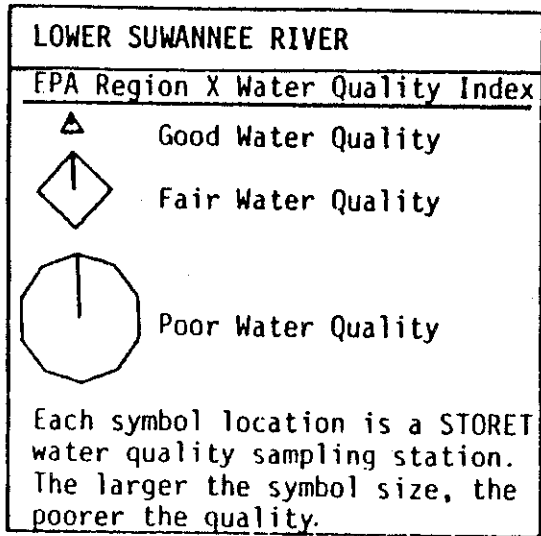 LOWER SUWANNEE RIVER
EPA Region X Water Quality Index
Good Water Quality
Fair Water Quality
Poor Water Quality
Each symbol location is a STORET
water quality sampling station.
The larger the symbol size, the
poorer the quality.